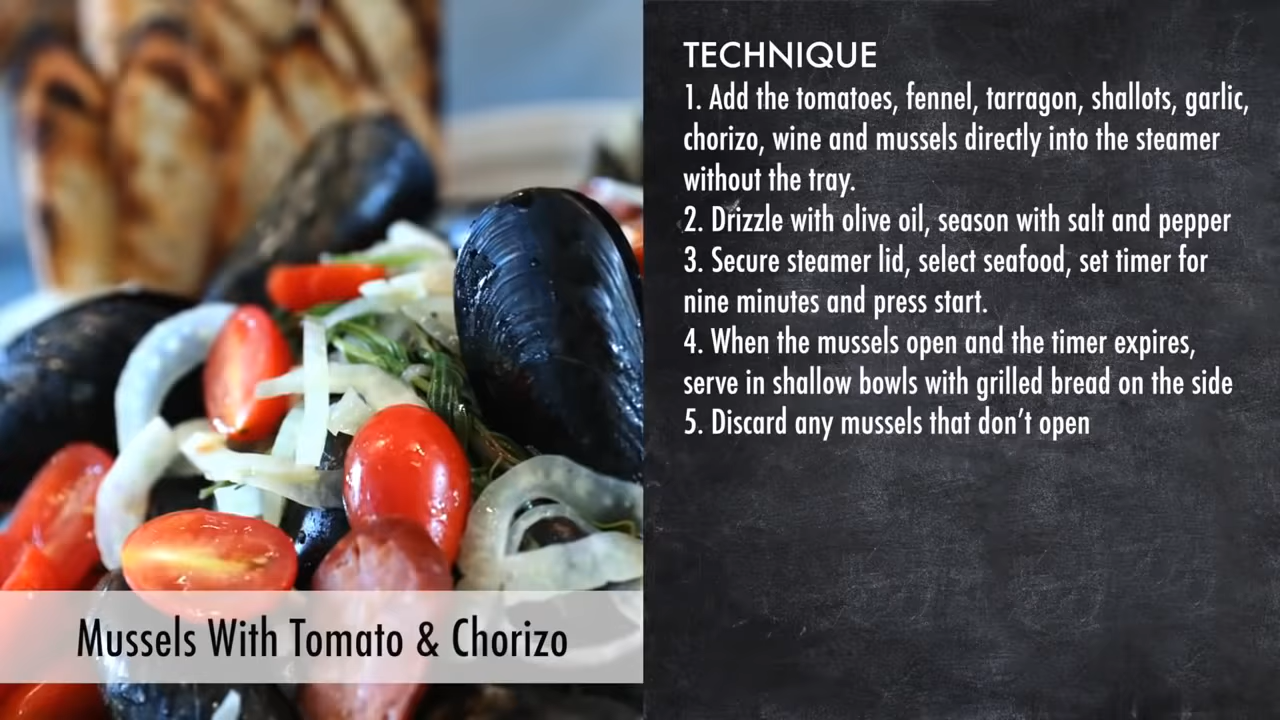 TECHNIQUE
1. Add the tomatoes, fennel, tarragon, shallots, garlic,
chorizo, wine and mussels directly into the steamer
without the tray.
2. Drizzle with olive oil, season with salt and pepper
3. Secure steamer lid, select seafood, set timer for
nine minutes and press start.
4. When the mussels open and the timer expires,
serve in shallow bowls with grilled bread on the side
5. Discard any mussels that don’t open
Mussels With Tomato & Chorizo